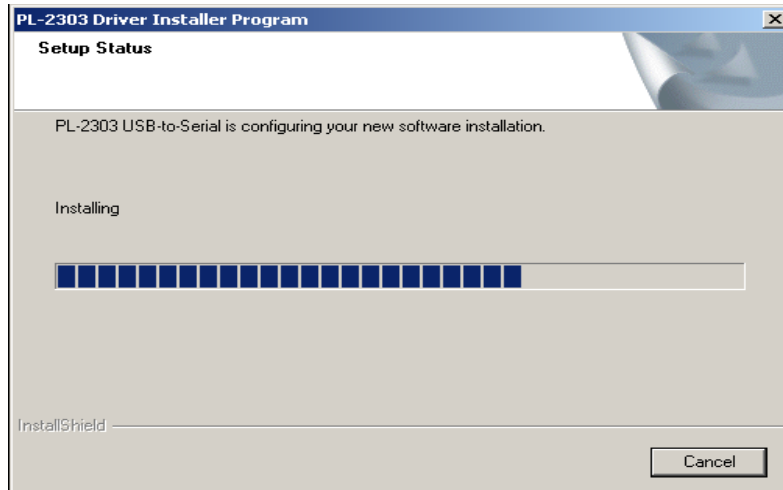 PL-2303 Driver Installer Program
Setup Status
PL-2303 USB-to-Serial is configuring your new software installation.
Installing
InstallShield
Cancel